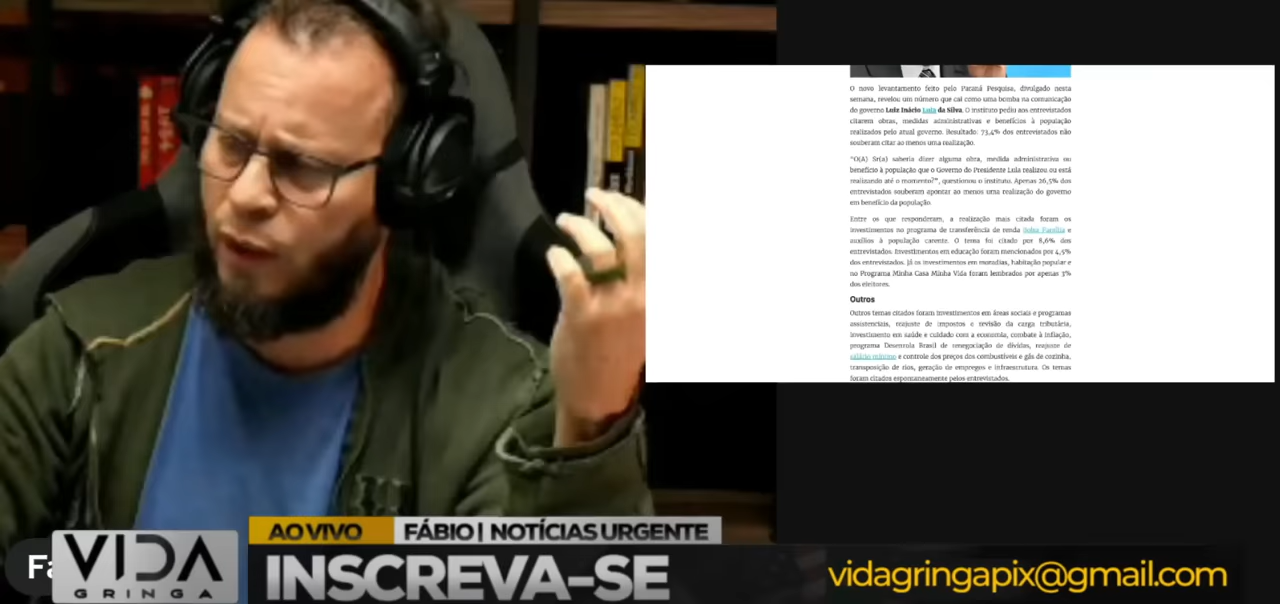 O novo levantamento feito pelo Paraná Pesquisa, divulgado nesta
semana, revelou um número que caí como uma bomba na comunicação
do governo Luiz Inácio Lula da Silva. O instituto pediu aos entrevistados
citarem obras, medidas administrativas e benefícios à população
realizados pelo atual governo. Resultado: 73,4% dos entrevistados não
souberam citar ao menos uma realização.
"O(A) Sr(a) saberia dizer alguma obra, medida administrativa ou
benefício à população que o Governo do Presidente Lula realizou ou está
realizando até o momento?", questionou o instituto. Apenas 26,5% dos
entrevistados souberam apontar ao menos uma realização do governo
em benefício da população.
Entre os que responderam, a realização mais citada foram os
investimentos no programa de transferência de renda Bolsa Família e
auxílios à população carente. O tema foi citado por 8,6% dos
entrevistados. Investimentos em educação foram mencionados por 4,5%
dos entrevistados. Já os investimentos em moradias, habitação popular e
no Programa Minha Casa Minha Vida foram lembrados por apenas 3%
dos eleitores.
Outros
Outros temas citados foram investimentos em áreas sociais e programas
assistenciais, reajuste de impostos e revisão da carga tributária,
investimento em saúde e cuidado com a economia, combate à inflação,
programa Desenrola Brasil de renegociação de dívidas, reajuste de
salário mínimo e controle dos preços dos combustíveis e gás de cozinha,
transposição de rios, geração de empregos e infraestrutura. Os temas
foram citados espontaneamente pelos entrevistados.
AO VIVO
FÁBIO | NOTÍCIAS URGENTE
Fa
VIDA
GRINGA
INSCREVA-SE
vidagringapix@gmail.com